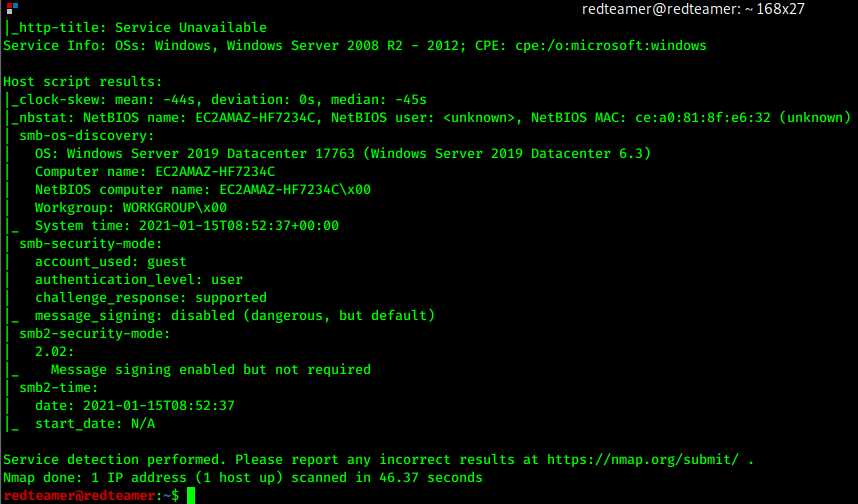 redteamer@redteamer: ~ 168x27
|_http-title: Service Unavailable
Service Info: OSs: Windows, Windows Server 2008 R2 - 2012; CPE: cpe:/o:microsoft:windows

Host script results:
|_clock-skew: mean: -44s, deviation: 0s, median: -45s
|_nbstat: NetBIOS name: EC2AMAZ-HF7234C, NetBIOS user: <unknown>, NetBIOS MAC: ce:a0:81:8f:e6:32 (unknown)
| smb-os-discovery:
|   OS: Windows Server 2019 Datacenter 17763 (Windows Server 2019 Datacenter 6.3)
|   Computer name: EC2AMAZ-HF7234C
|   NetBIOS computer name: EC2AMAZ-HF7234C\x00
|   Workgroup: WORKGROUP\x00
|_  System time: 2021-01-15T08:52:37+00:00
| smb-security-mode:
|   account_used: guest
|   authentication_level: user
|   challenge_response: supported
|_  message_signing: disabled (dangerous, but default)
| smb2-security-mode:
|   2.02:
|_    Message signing enabled but not required
| smb2-time:
|   date: 2021-01-15T08:52:37
|_  start_date: N/A

Service detection performed. Please report any incorrect results at https://nmap.org/submit/ .
Nmap done: 1 IP address (1 host up) scanned in 46.37 seconds
redteamer@redteamer:~$